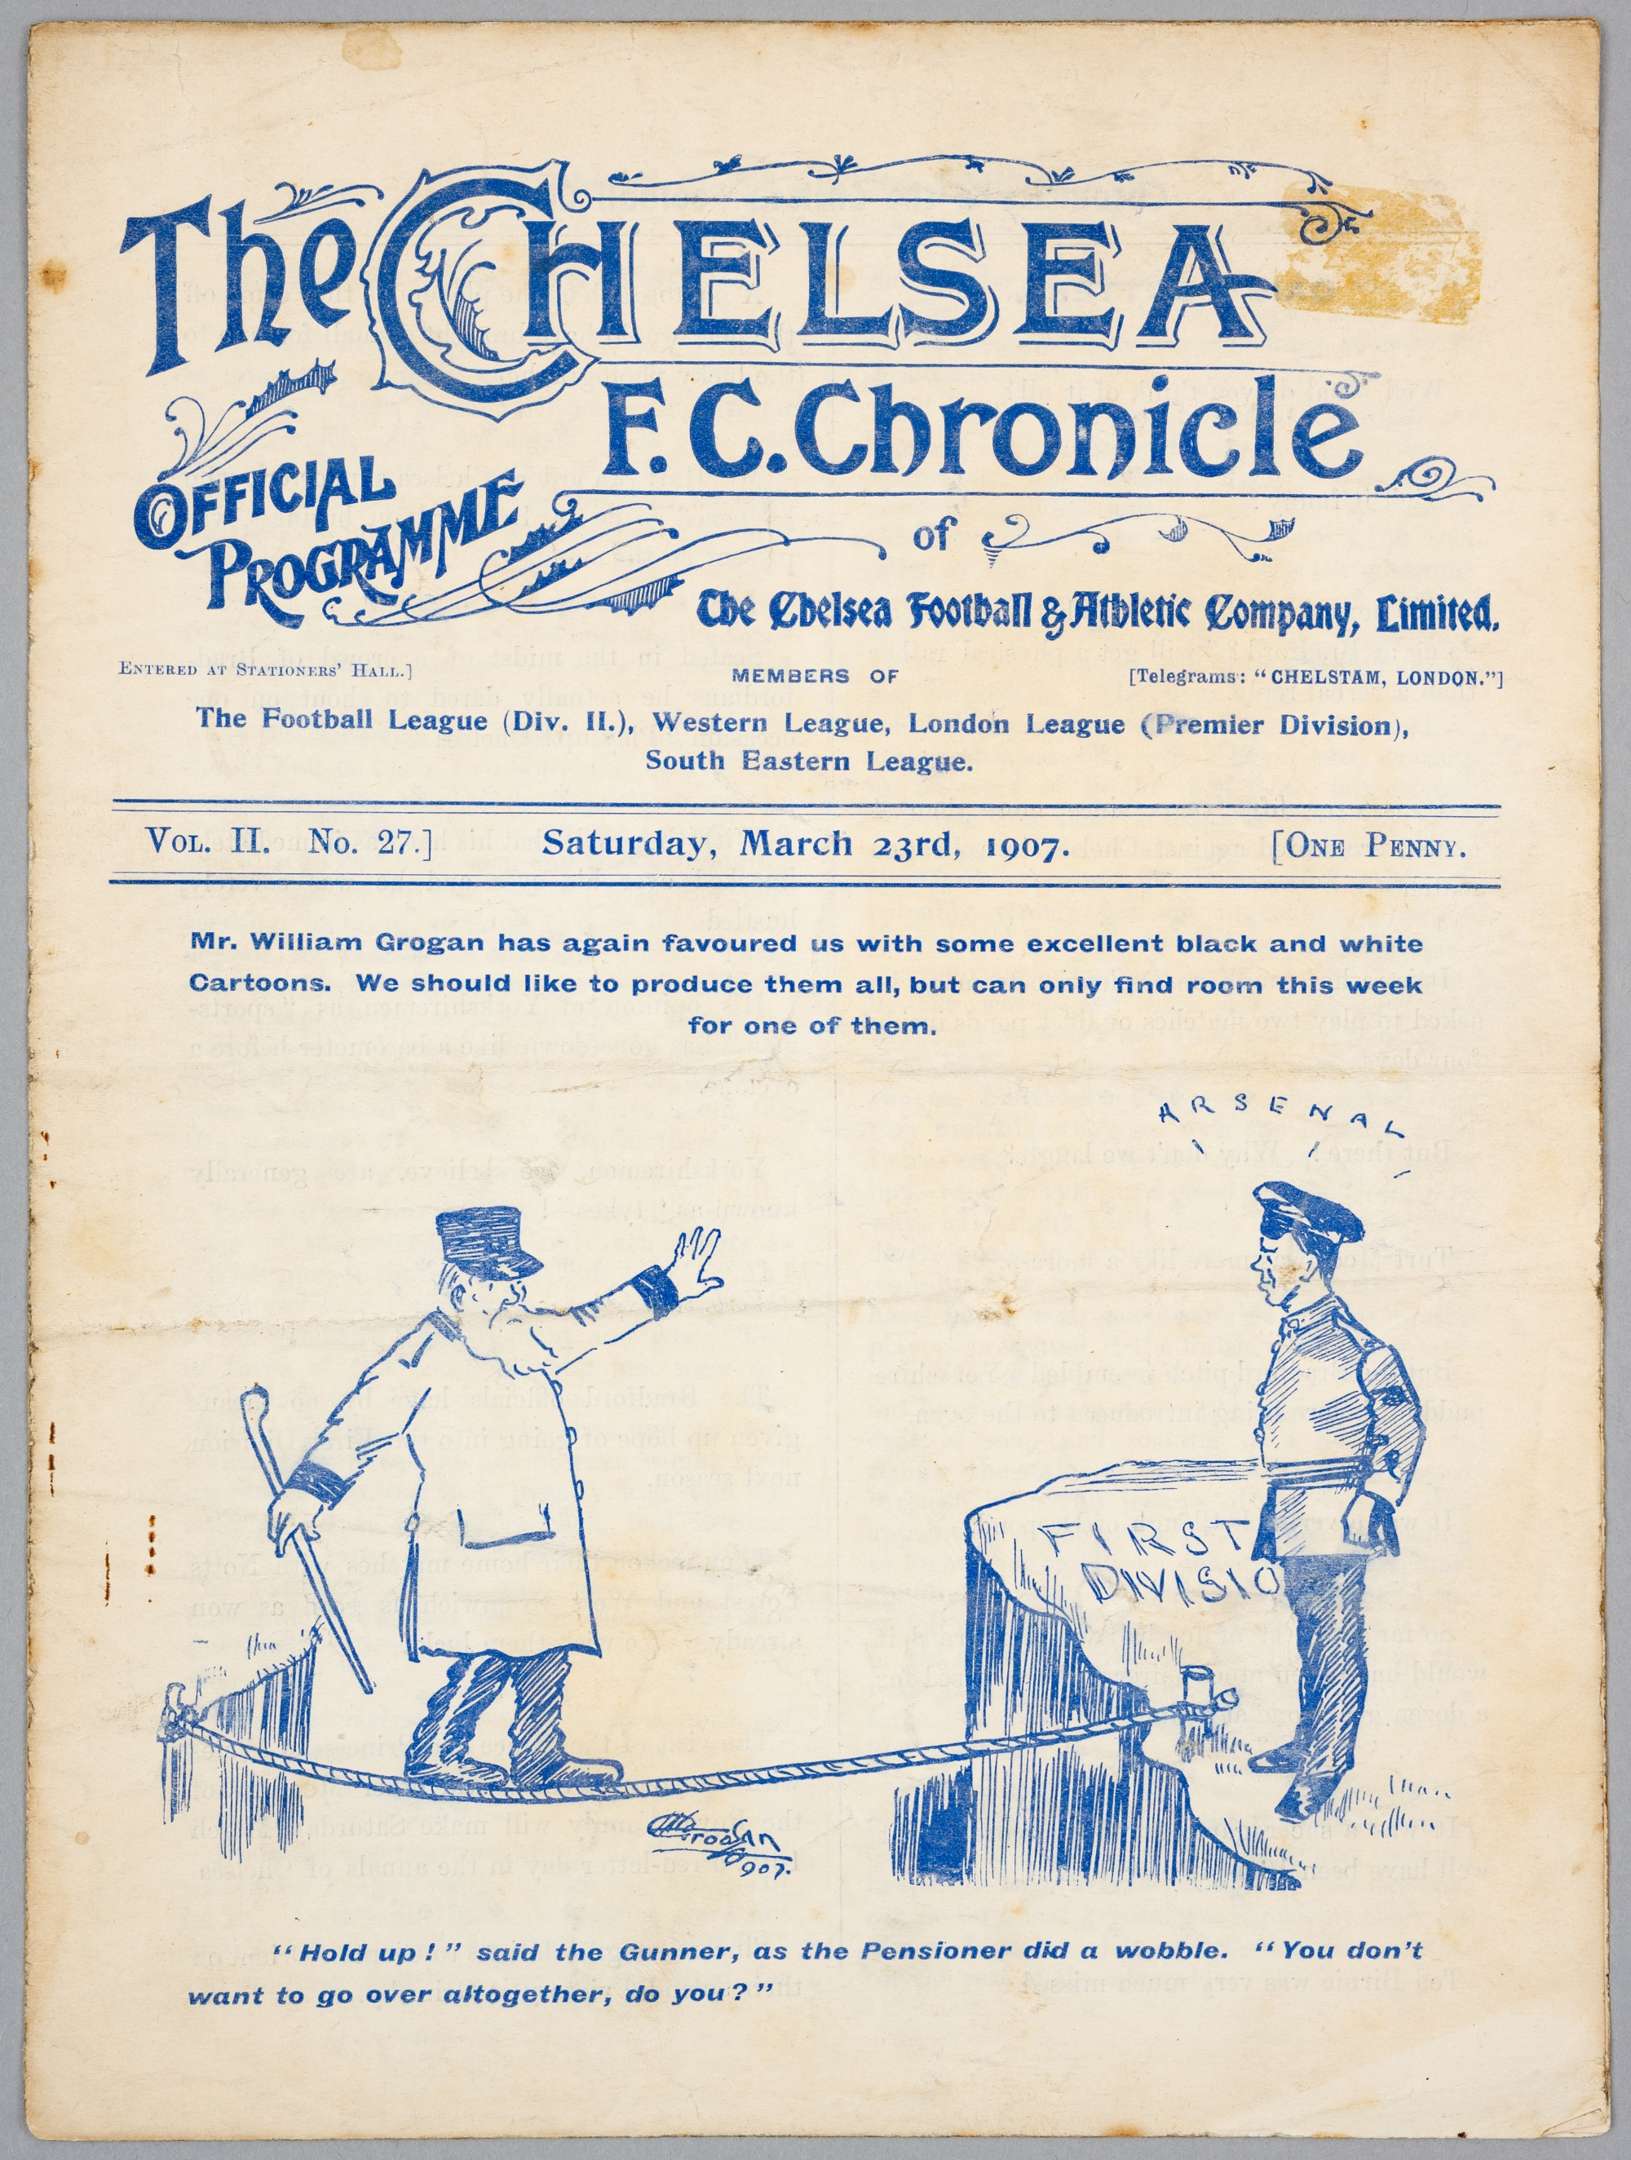 The CHELSEA
F.C. Chronicle
OFFICIAL
PROGRAMME
of
The Chelsea Football & Athletic Company, Limited.
ENTERED AT STATIONERS' HALL.]
MEMBERS OF
[Telegrams: "CHELSTAM, LONDON."]
The Football League (Div. II.), Western League, London League (Premier Division),
South Eastern League.
VOL. II. No. 27.] Saturday, March 23rd, 1907. [ONE PENNY.
Mr. William Grogan has again favoured us with some excellent black and white
Cartoons. We should like to produce them all, but can only find room this week
for one of them.
ARSENAL
FIRST
DIVISIO
Grogan
1907.
"Hold up!" said the Gunner, as the Pensioner did a wobble. "You don't
want to go over altogether, do you?"